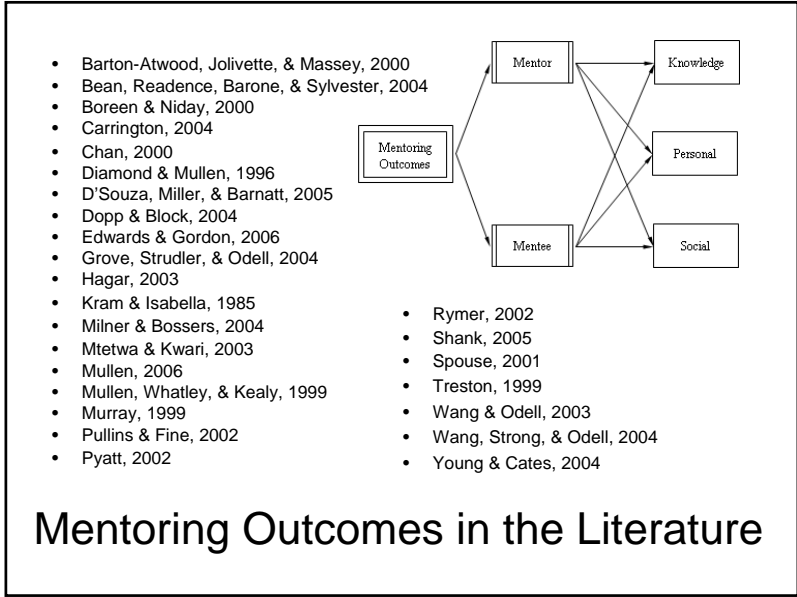 • Barton-Atwood, Jolivette, & Massey, 2000
• Bean, Readence, Barone, & Sylvester, 2004
• Boreen & Niday, 2000
• Carrington, 2004
• Chan, 2000
• Diamond & Mullen, 1996
• D'Souza, Miller, & Barnatt, 2005
• Dopp & Block, 2004
• Edwards & Gordon, 2006
• Grove, Strudler, & Odell, 2004
• Hagar, 2003
• Kram & Isabella, 1985
• Milner & Bossers, 2004
• Mtetwa & Kwari, 2003
• Mullen, 2006
• Mullen, Whatley, & Kealy, 1999
• Murray, 1999
• Pullins & Fine, 2002
• Pyatt, 2002
Mentoring
Outcomes
Mentor
Mentee
Knowledge
Personal
Social
• Rymer, 2002
• Shank, 2005
• Spouse, 2001
• Treston, 1999
• Wang & Odell, 2003
• Wang, Strong, & Odell, 2004
• Young & Cates, 2004
Mentoring Outcomes in the Literature